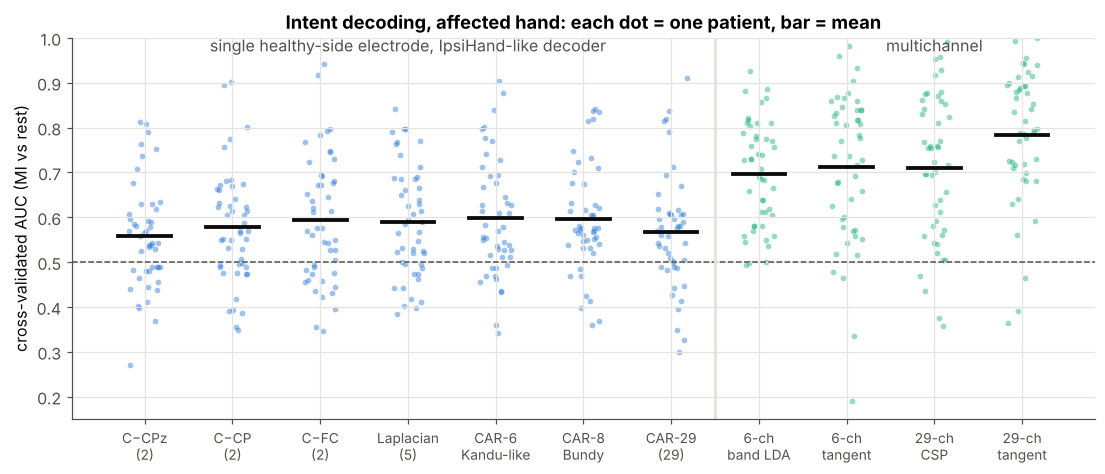 Intent decoding, affected hand: each dot = one patient, bar = mean
single healthy-side electrode, IpsiHand-like decoder
multichannel
cross-validated AUC (MI vs rest)
1.0
0.9
0.8
0.7
0.6
0.5
0.4
0.3
0.2
C−CPz
(2)
C−CP
(2)
C−FC
(2)
Laplacian
(5)
CAR-6
Kandu-like
CAR-8
Bundy
CAR-29
(29)
6-ch
band LDA
6-ch
tangent
29-ch
CSP
29-ch
tangent